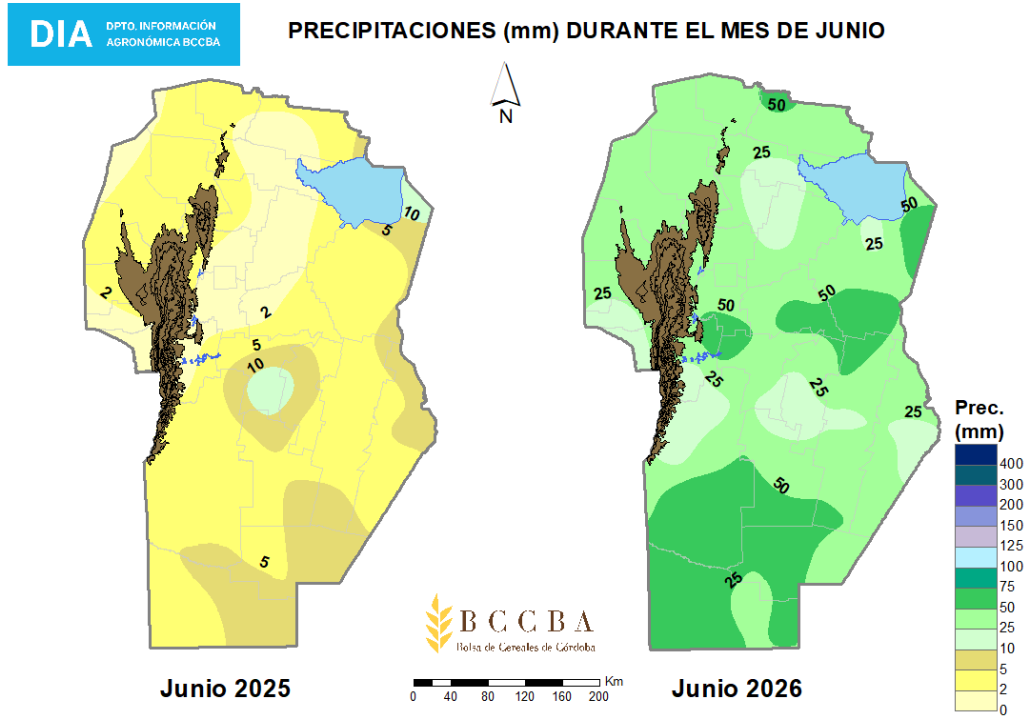 DIA
DPTO. INFORMACIÓN
AGRONÓMICA BCCBA
PRECIPITACIONES (mm) DURANTE EL MES DE JUNIO
N
10
5
2
2
5
10
5
50
25
50
25
25
50
50
25
25
25
50
25
Prec.
(mm)
400
300
200
150
125
100
75
50
25
10
5
2
0
BCCBA
Bolsa de Cereales de Córdoba
Junio 2025
Km
0 40 80 120 160 200
Junio 2026